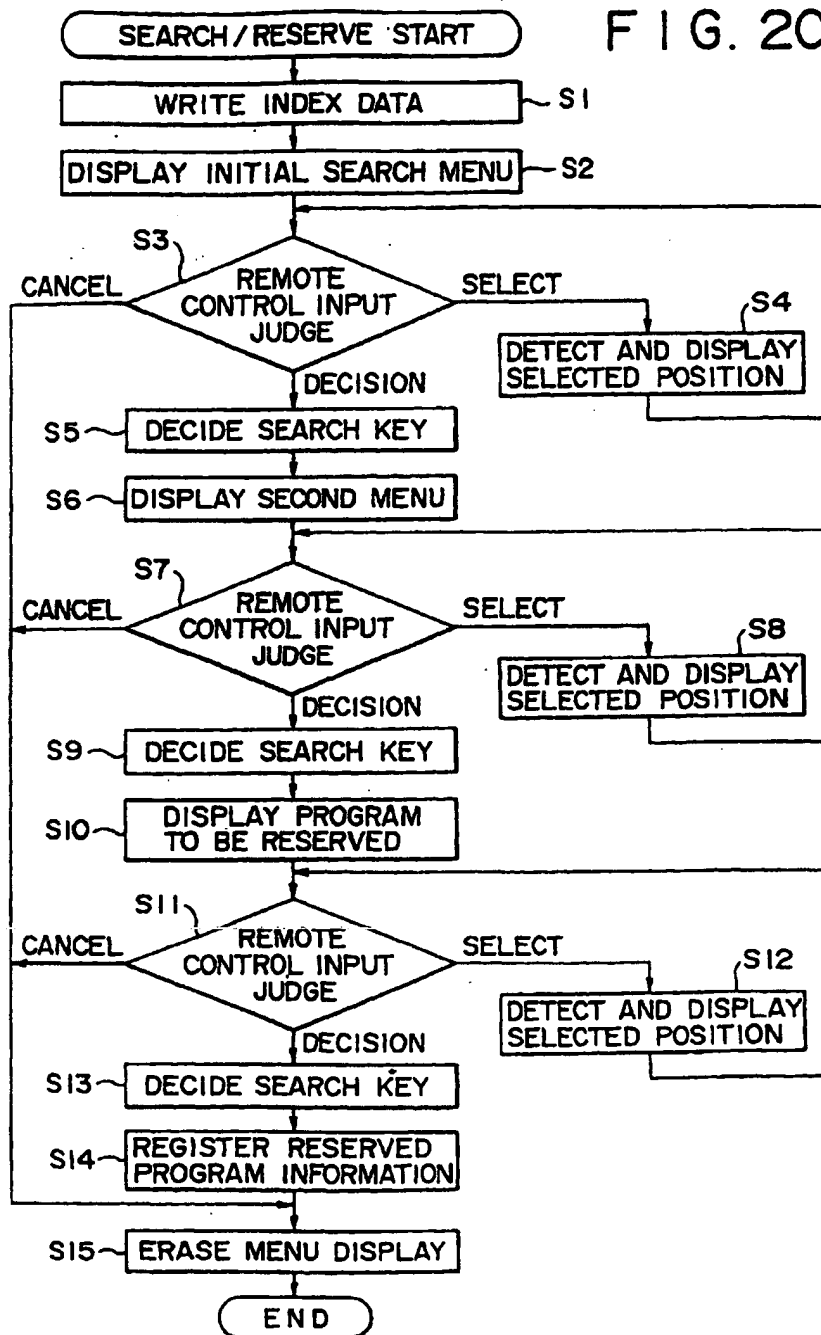 SEARCH/RESERVE START
FIG. 20
WRITE INDEX DATA
S1
DISPLAY INITIAL SEARCH MENU
S2
S3
CANCEL
REMOTE
CONTROL INPUT
JUDGE
SELECT
S4
DETECT AND DISPLAY
SELECTED POSITION
DECISION
S5
DECIDE SEARCH KEY
S6
DISPLAY SECOND MENU
S7
CANCEL
REMOTE
CONTROL INPUT
JUDGE
SELECT
S8
DETECT AND DISPLAY
SELECTED POSITION
DECISION
S9
DECIDE SEARCH KEY
S10
DISPLAY PROGRAM
TO BE RESERVED
S11
CANCEL
REMOTE
CONTROL INPUT
JUDGE
SELECT
S12
DETECT AND DISPLAY
SELECTED POSITION
DECISION
S13
DECIDE SEARCH KEY
S14
REGISTER RESERVED
PROGRAM INFORMATION
S15
ERASE MENU DISPLAY
END